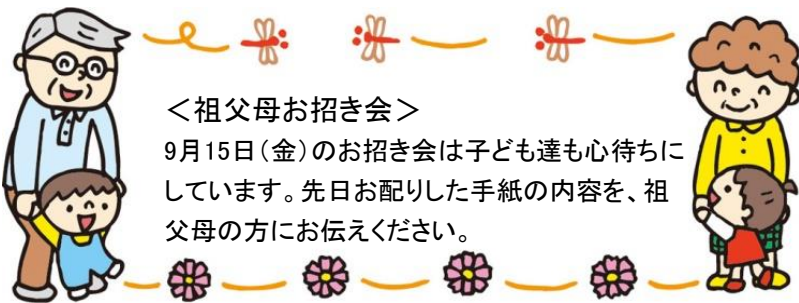 ＜祖父母お招き会＞
9月15日（金）のお招き会は子ども達も心待ちに
しています。先日お配りした手紙の内容を、祖
父母の方にお伝えください。